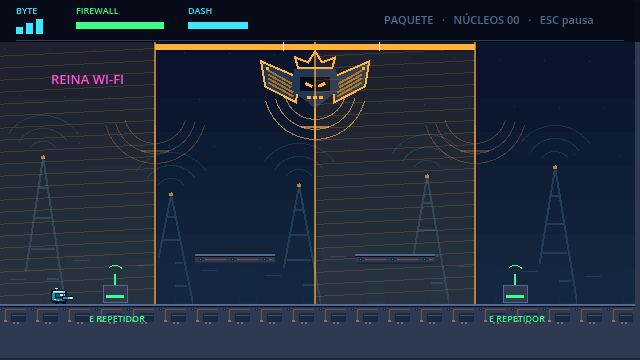 BYTE
FIREWALL
DASH
PAQUETE · NÚCLEOS 00 · ESC pausa
REINA WI-FI
E REPETIDOR
E REPETIDOR